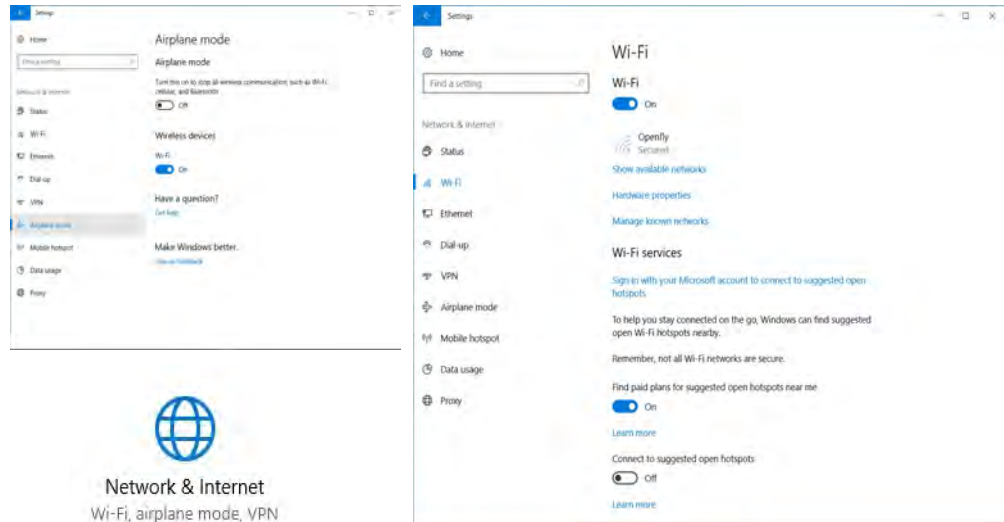 Settings
Home
Find a setting
Network & Internet
Status
Wi-Fi
Ethernet
Dial-up
VPN
Airplane mode
Mobile hotspot
Data usage
Proxy
Airplane mode
Airplane mode
Turn this on to stop all wireless communication, such as Wi-Fi,
cellular, and Bluetooth
Off
Wireless devices
Wi-Fi
On
Have a question?
Get help
Make Windows better.
Give us feedback
Network & Internet
Wi-Fi, airplane mode, VPN
Settings
Home
Find a setting
Network & Internet
Status
Wi-Fi
Ethernet
Dial-up
VPN
Airplane mode
Mobile hotspot
Data usage
Proxy
Wi-Fi
Wi-Fi
On
Openfly
Secured
Show available networks
Hardware properties
Manage known networks
Wi-Fi services
Sign in with your Microsoft account to connect to suggested open
hotspots.
To help you stay connected on the go, Windows can find suggested
open Wi-Fi hotspots nearby.
Remember, not all Wi-Fi networks are secure.
Find paid plans for suggested open hotspots near me
On
Learn more
Connect to suggested open hotspots
Off
Learn more